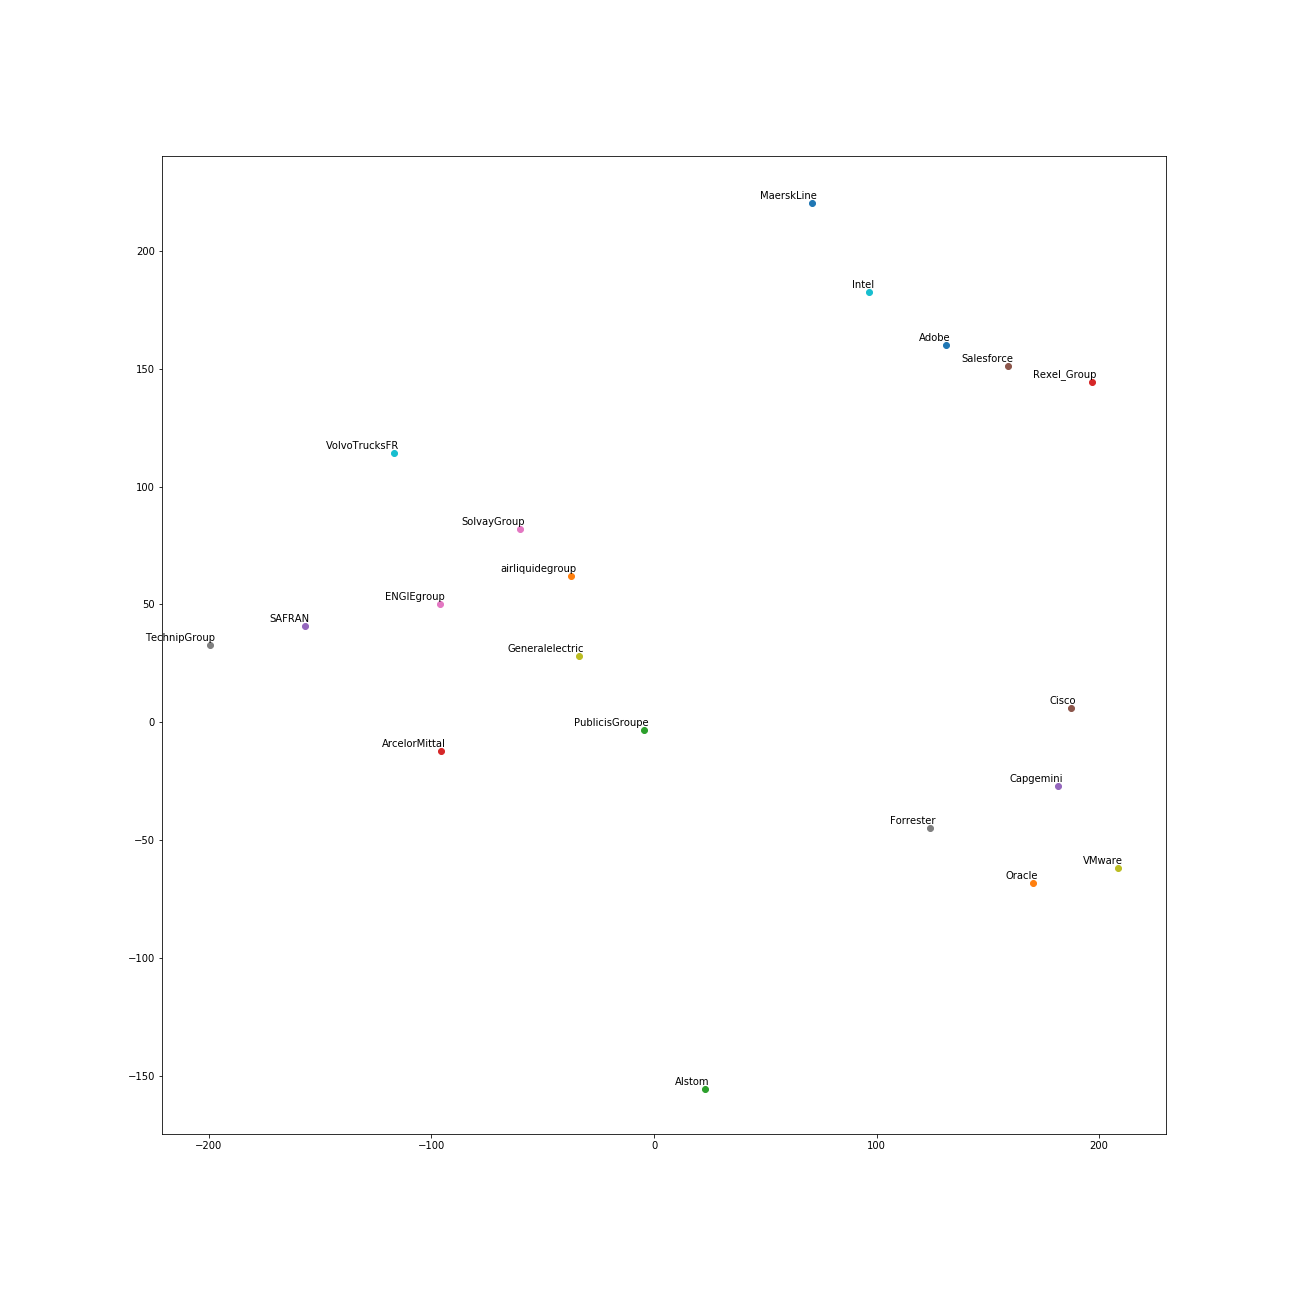 MaerskLine
200
Intel
Adobe
Salesforce
150
Rexel_Group
VolvoTrucksFR
100
SolvayGroup
airliquidegroup
50
ENGIEgroup
SAFRAN
TechnipGroup
Generalelectric
Cisco
0
PublicisGroupe
ArcelorMittal
Capgemini
Forrester
−50
VMware
Oracle
−100
−150
Alstom
−200 −100 0 100 200